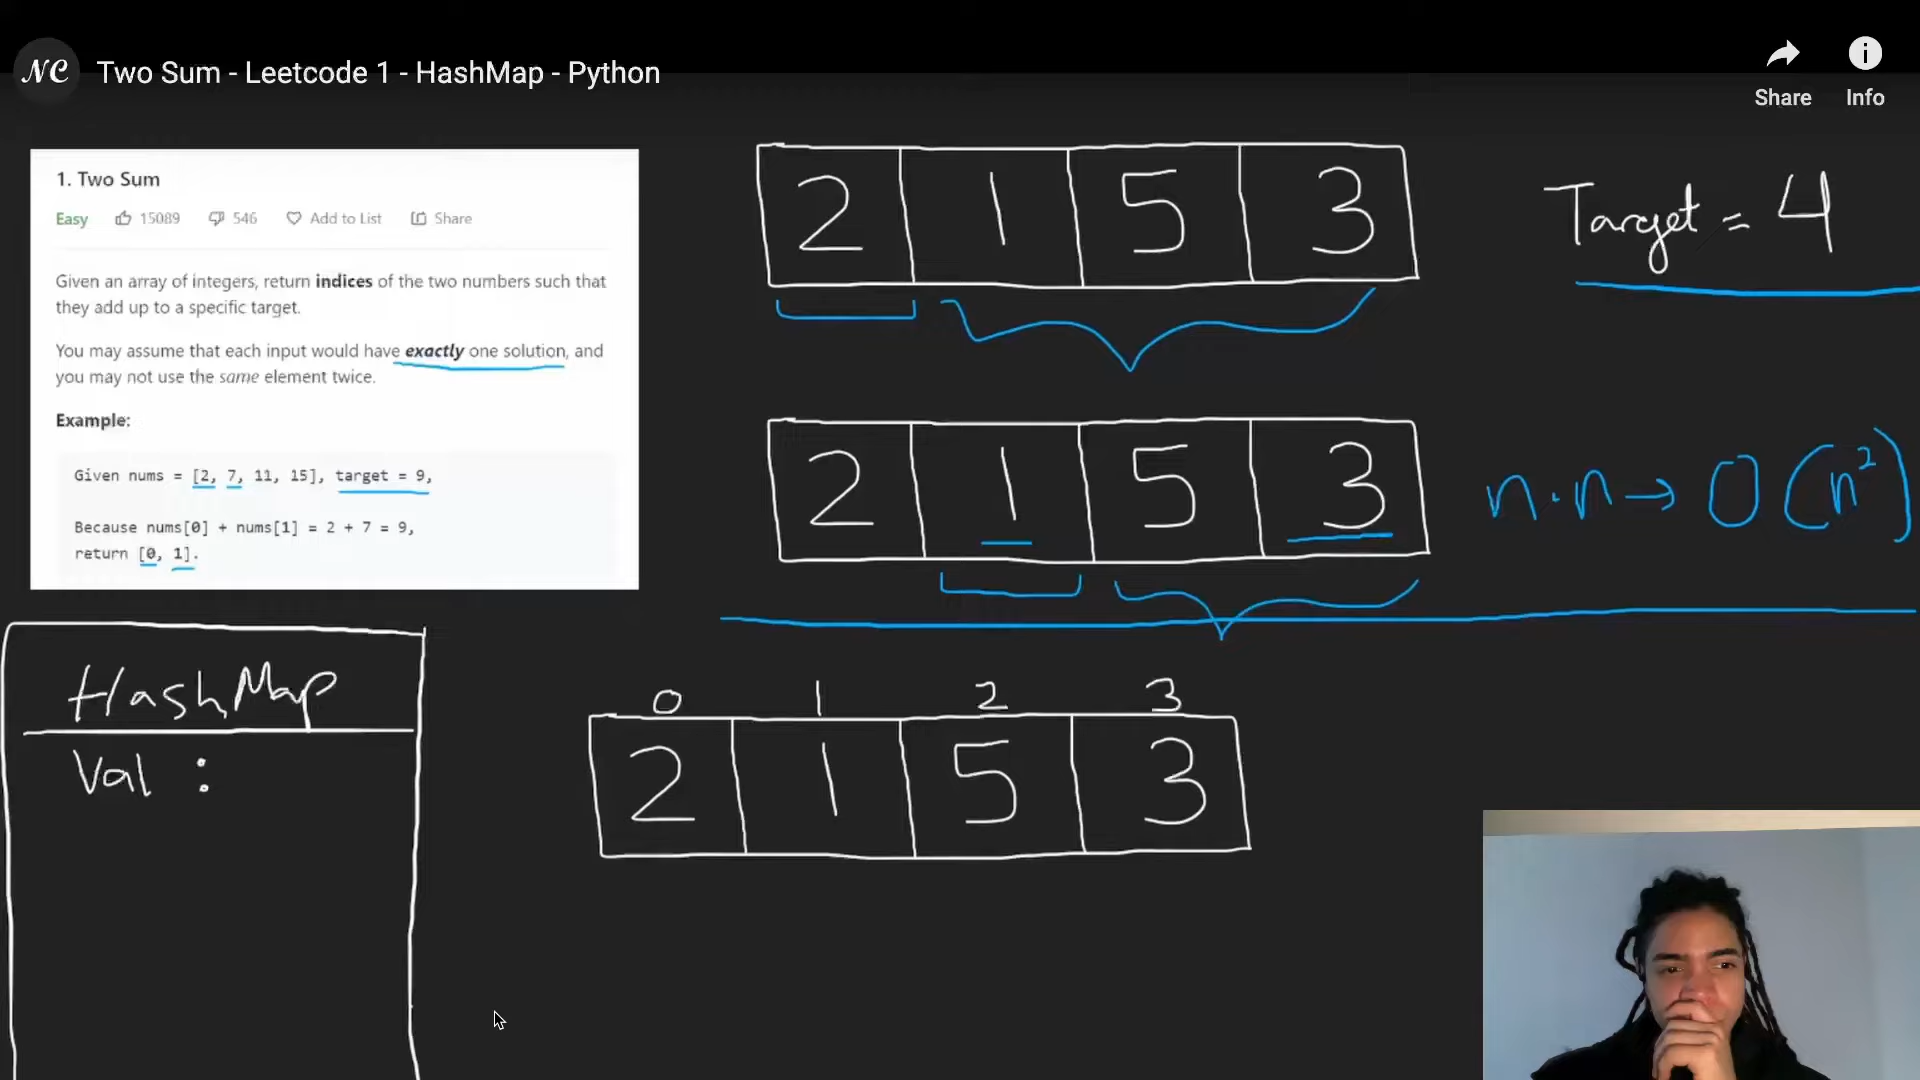 NC Two Sum - Leetcode 1 - HashMap - Python
Share Info
1. Two Sum
Easy 15089 546 Add to List Share
Given an array of integers, return indices of the two numbers such that
they add up to a specific target.
You may assume that each input would have exactly one solution, and
you may not use the same element twice.
Example:
Given nums = [2, 7, 11, 15], target = 9,
Because nums[0] + nums[1] = 2 + 7 = 9,
return [0, 1].
2 1 5 3
Target = 4
2 1 5 3
n · n → O(n²)
HashMap
Val :
0 1 2 3
2 1 5 3